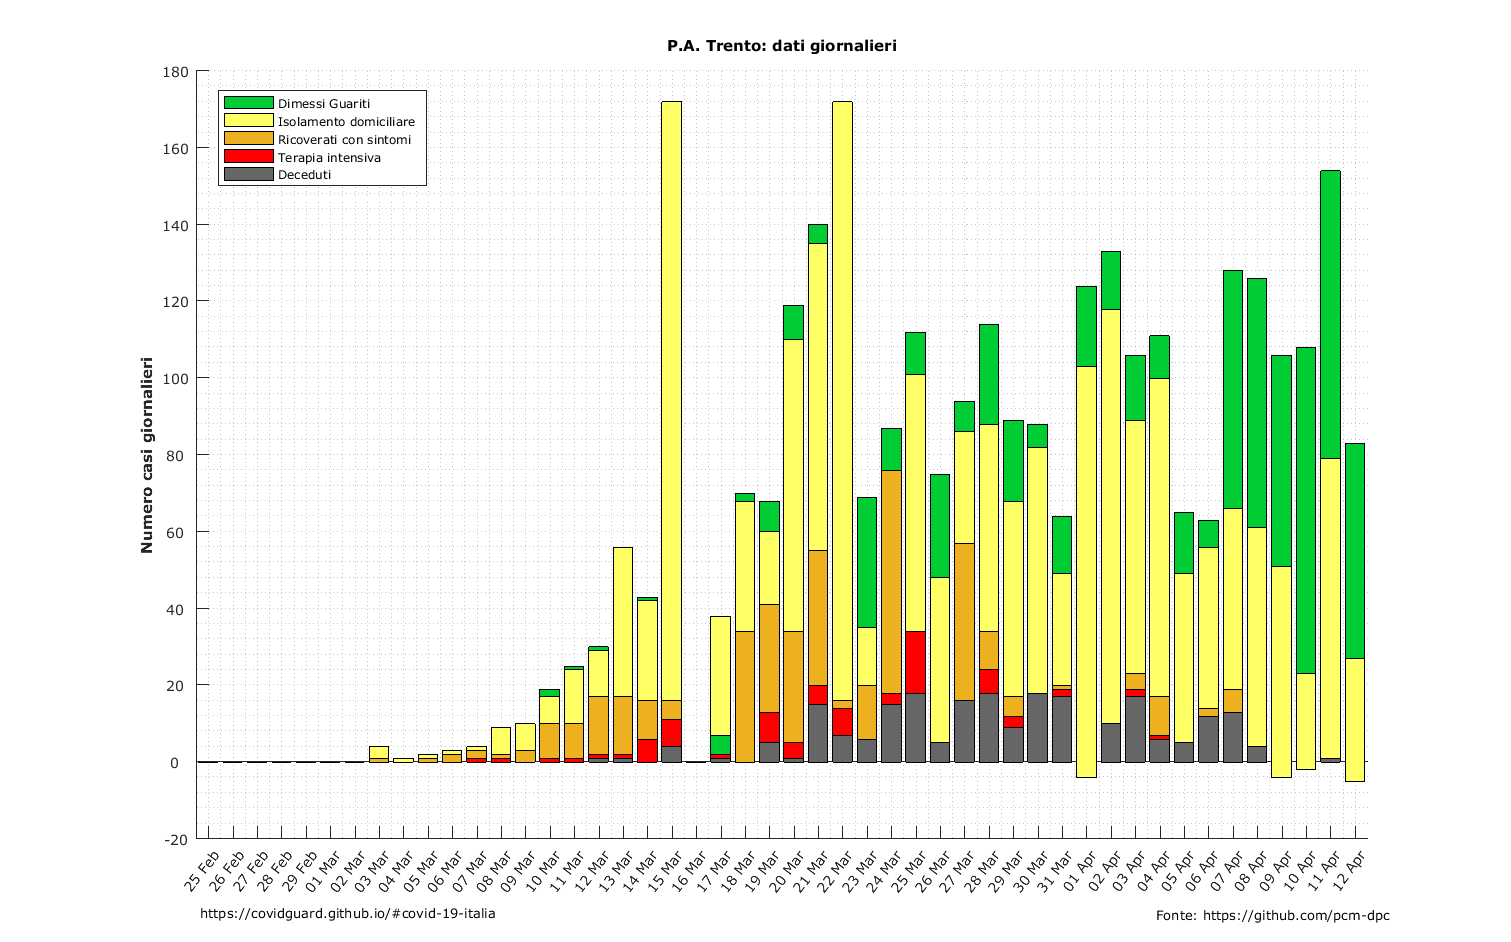 P.A. Trento: dati giornalieri
180
160
140
120
100
80
60
40
20
0
-20
Numero casi giornalieri
Dimessi Guariti
Isolamento domiciliare
Ricoverati con sintomi
Terapia intensiva
Deceduti
25 Feb
26 Feb
27 Feb
28 Feb
29 Feb
01 Mar
02 Mar
03 Mar
04 Mar
05 Mar
06 Mar
07 Mar
08 Mar
09 Mar
10 Mar
11 Mar
12 Mar
13 Mar
14 Mar
15 Mar
16 Mar
17 Mar
18 Mar
19 Mar
20 Mar
21 Mar
22 Mar
23 Mar
24 Mar
25 Mar
26 Mar
27 Mar
28 Mar
29 Mar
30 Mar
31 Mar
01 Apr
02 Apr
03 Apr
04 Apr
05 Apr
06 Apr
07 Apr
08 Apr
09 Apr
10 Apr
11 Apr
12 Apr
https://covidguard.github.io/#covid-19-italia
Fonte: https://github.com/pcm-dpc